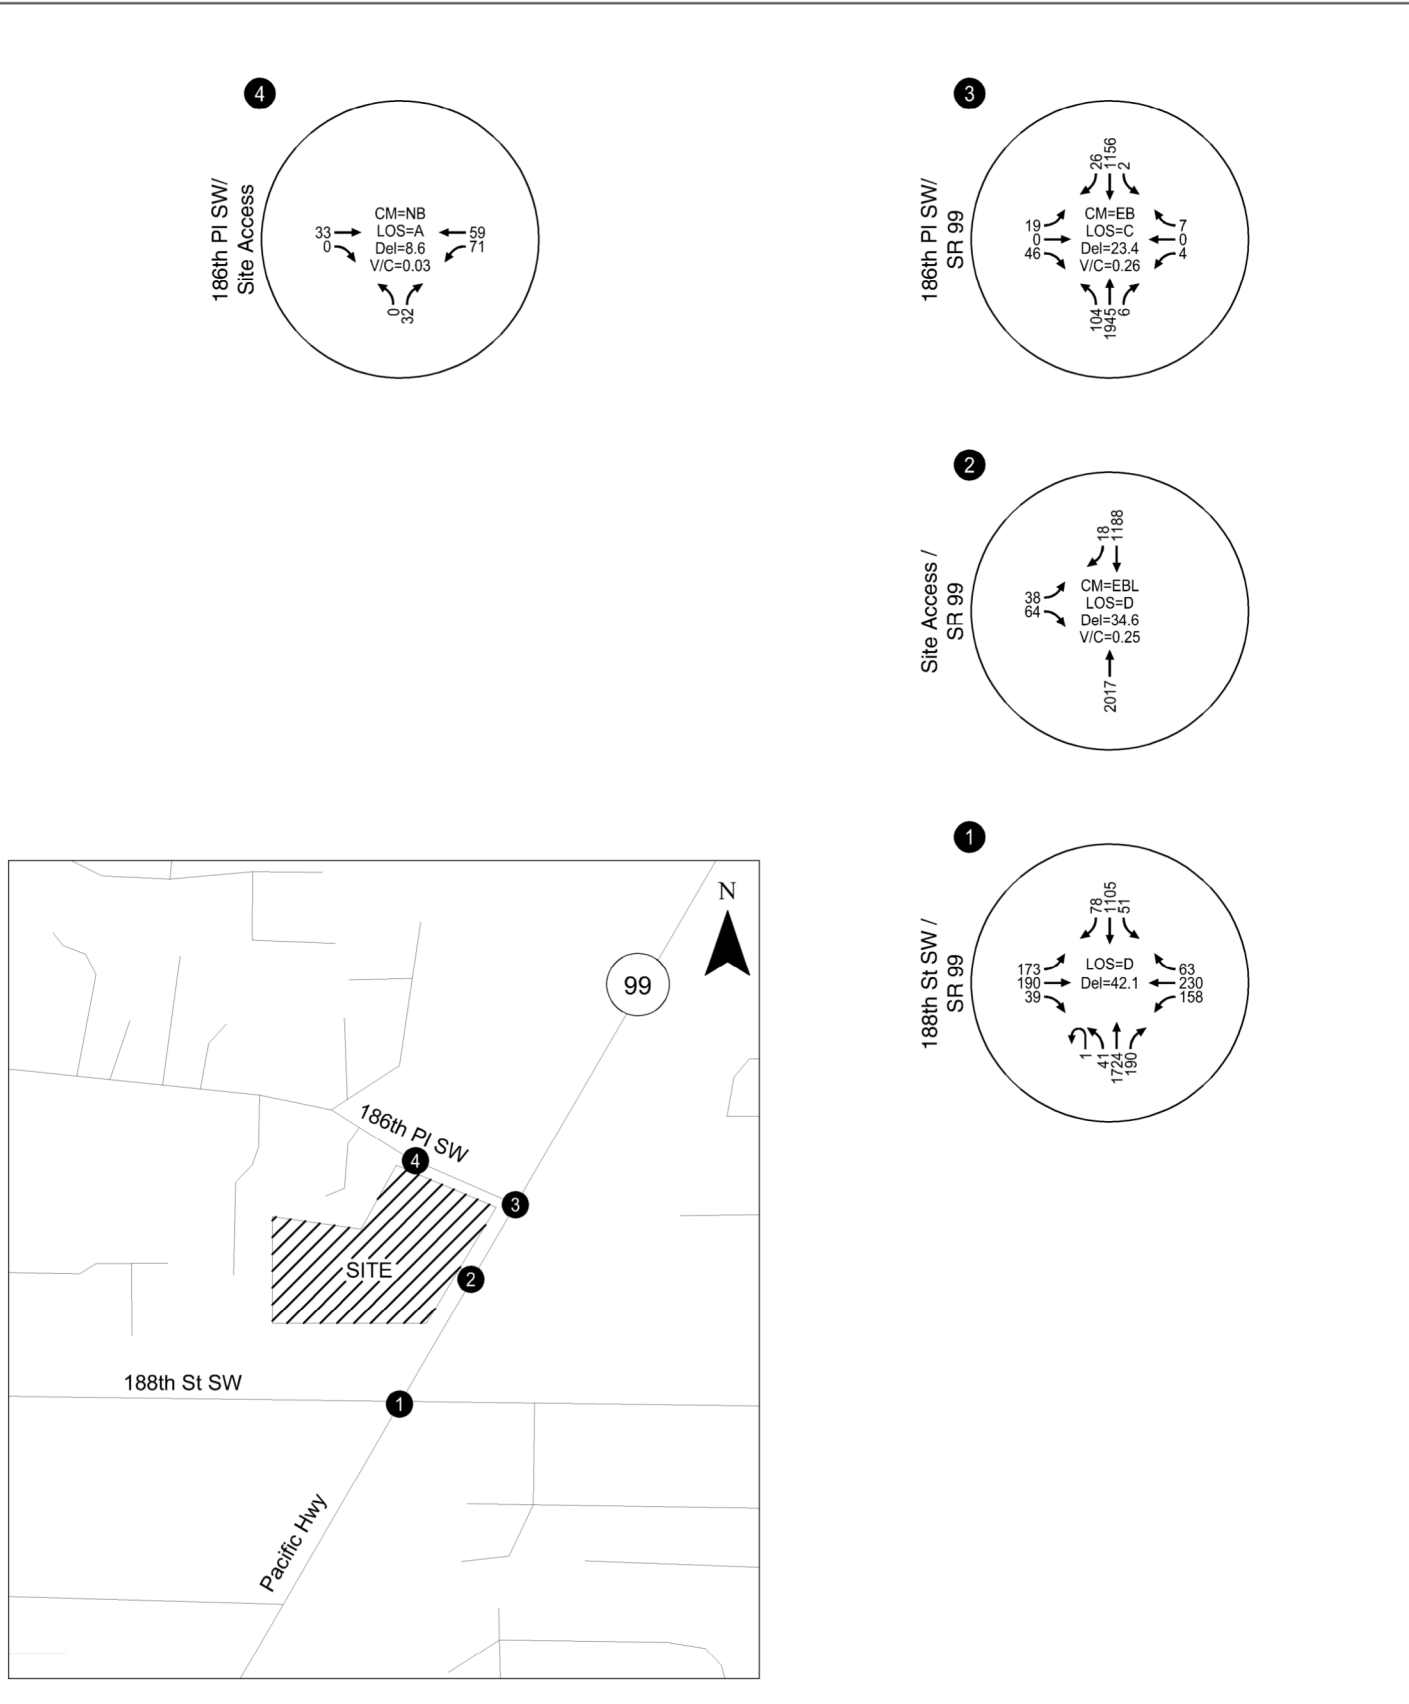 4
186th Pl SW/
Site Access
CM=NB
LOS=A
Del=8.6
V/C=0.03
33
0
59
71
0
32
3
186th Pl SW/
SR 99
26
1156
2
CM=EB
LOS=C
Del=23.4
V/C=0.26
19
0
46
7
0
4
104
1945
6
2
Site Access /
SR 99
18
1188
CM=EBL
LOS=D
Del=34.6
V/C=0.25
38
64
2017
1
188th St SW /
SR 99
78
1105
51
LOS=D
Del=42.1
173
190
39
63
230
158
1
41
1724
190
N
99
186th Pl SW
4
3
SITE
2
188th St SW
1
Pacific Hwy